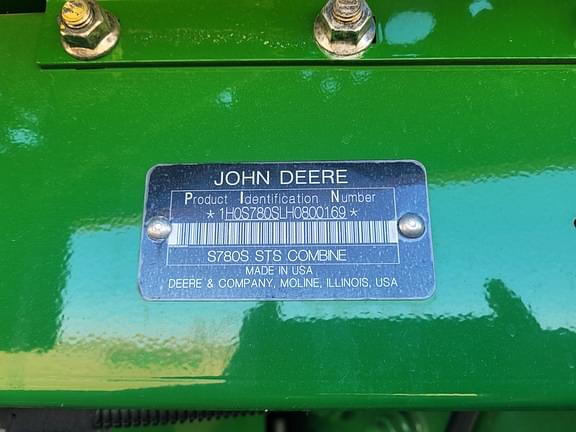 JOHN DEERE
Product Identification Number
*1H0S780SLH0800169*
S780S STS COMBINE
MADE IN USA
DEERE & COMPANY, MOLINE, ILLINOIS, USA